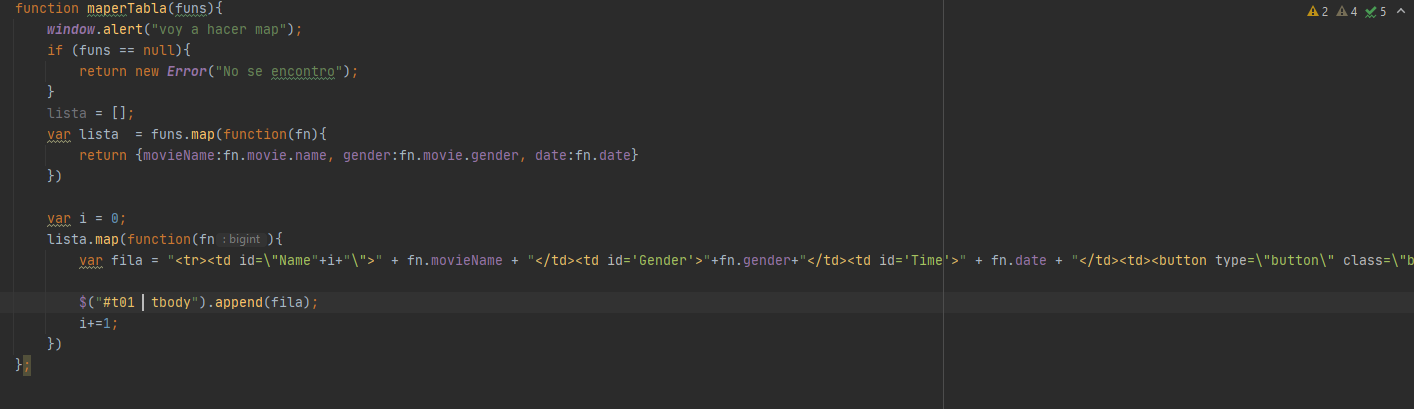 function maperTabla(funs){
2 4 5
window.alert("voy a hacer map");
if (funs == null){
return new Error("No se encontro");
}
lista = [];
var lista  = funs.map(function(fn){
return {movieName:fn.movie.name, gender:fn.movie.gender, date:fn.date}
})
var i = 0;
lista.map(function(fn : bigint ){
var fila = "<tr><td id=\"Name"+i+"\">" + fn.movieName + "</td><td id='Gender'>"+fn.gender+"</td><td id='Time'>" + fn.date + "</td><td><button type=\"button\" class=\"b
$("#t01  tbody").append(fila);
i+=1;
})
};